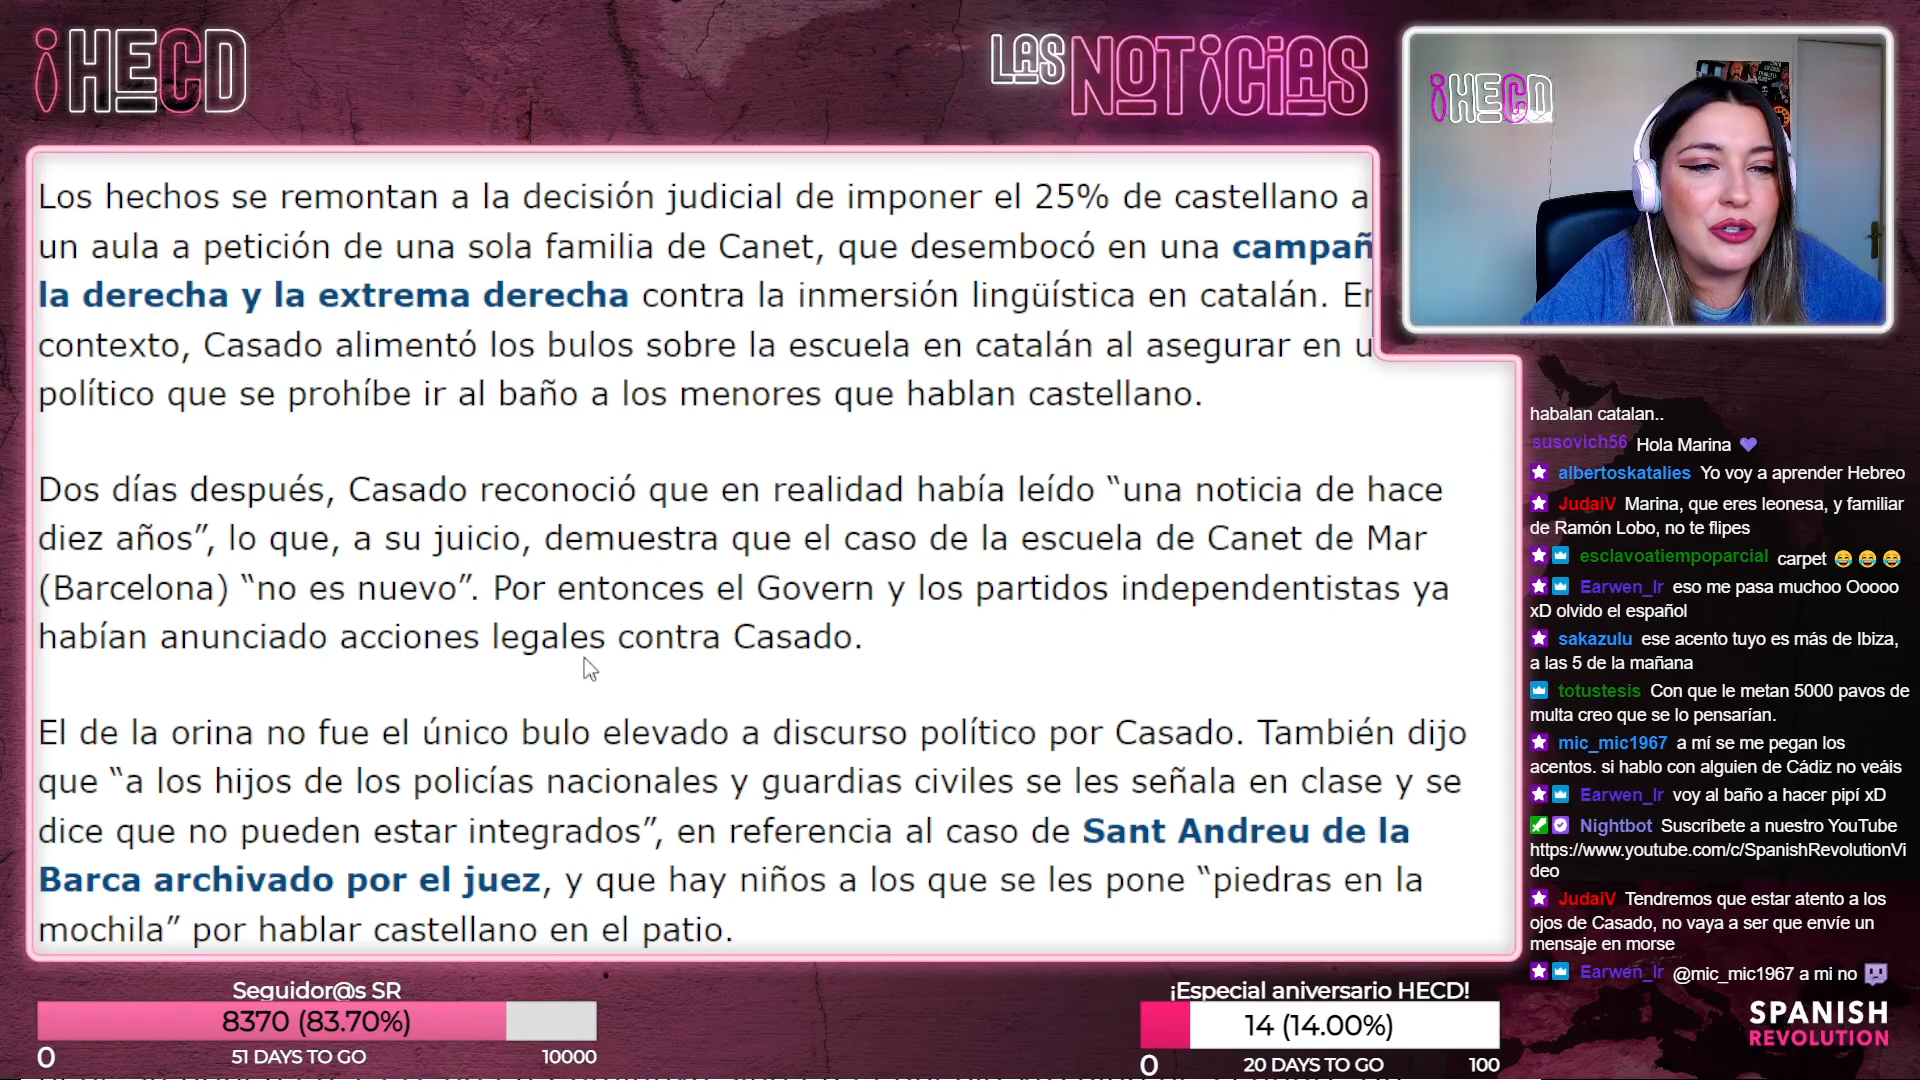 ¡HECD
LAS NOTICIAS
¡HECD
Los hechos se remontan a la decisión judicial de imponer el 25% de castellano a
un aula a petición de una sola familia de Canet, que desembocó en una campañ
la derecha y la extrema derecha contra la inmersión lingüística en catalán. En
contexto, Casado alimentó los bulos sobre la escuela en catalán al asegurar en u
político que se prohíbe ir al baño a los menores que hablan castellano.
Dos días después, Casado reconoció que en realidad había leído “una noticia de hace
diez años”, lo que, a su juicio, demuestra que el caso de la escuela de Canet de Mar
(Barcelona) “no es nuevo”. Por entonces el Govern y los partidos independentistas ya
habían anunciado acciones legales contra Casado.
El de la orina no fue el único bulo elevado a discurso político por Casado. También dijo
que “a los hijos de los policías nacionales y guardias civiles se les señala en clase y se
dice que no pueden estar integrados”, en referencia al caso de Sant Andreu de la
Barca archivado por el juez, y que hay niños a los que se les pone “piedras en la
mochila” por hablar castellano en el patio.
habalan catalan..
susovich56 Hola Marina 💜
albertoskatalies Yo voy a aprender Hebreo
JudaiV Marina, que eres leonesa, y familiar
de Ramón Lobo, no te flipes
esclavoatiempoparcial carpet 😂 😂 😂
Earwen_Ir eso me pasa muchoo Ooooo
xD olvido el español
sakazulu ese acento tuyo es más de Ibiza,
a las 5 de la mañana
totustesis Con que le metan 5000 pavos de
multa creo que se lo pensarían.
mic_mic1967 a mí se me pegan los
acentos. si hablo con alguien de Cádiz no veáis
Earwen_Ir voy al baño a hacer pipí xD
Nightbot Suscríbete a nuestro YouTube
https://www.youtube.com/c/SpanishRevolutionVi
deo
JudaiV Tendremos que estar atento a los
ojos de Casado, no vaya a ser que envíe un
mensaje en morse
Earwen_Ir @mic_mic1967 a mi no
Seguidor@s SR
8370 (83.70%)
0 51 DAYS TO GO 10000
¡Especial aniversario HECD!
14 (14.00%)
0 20 DAYS TO GO 100
SPANISH
REVOLUTION